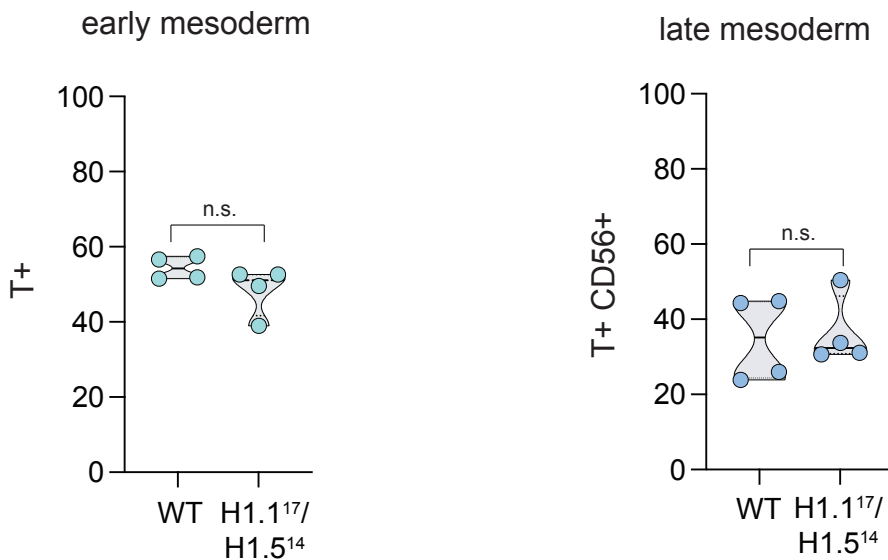 early mesoderm
T+
100
80
60
40
20
0
n.s.
WT
H1.1¹⁷/
H1.5¹⁴
late mesoderm
T+ CD56+
100
80
60
40
20
0
n.s.
WT
H1.1¹⁷/
H1.5¹⁴